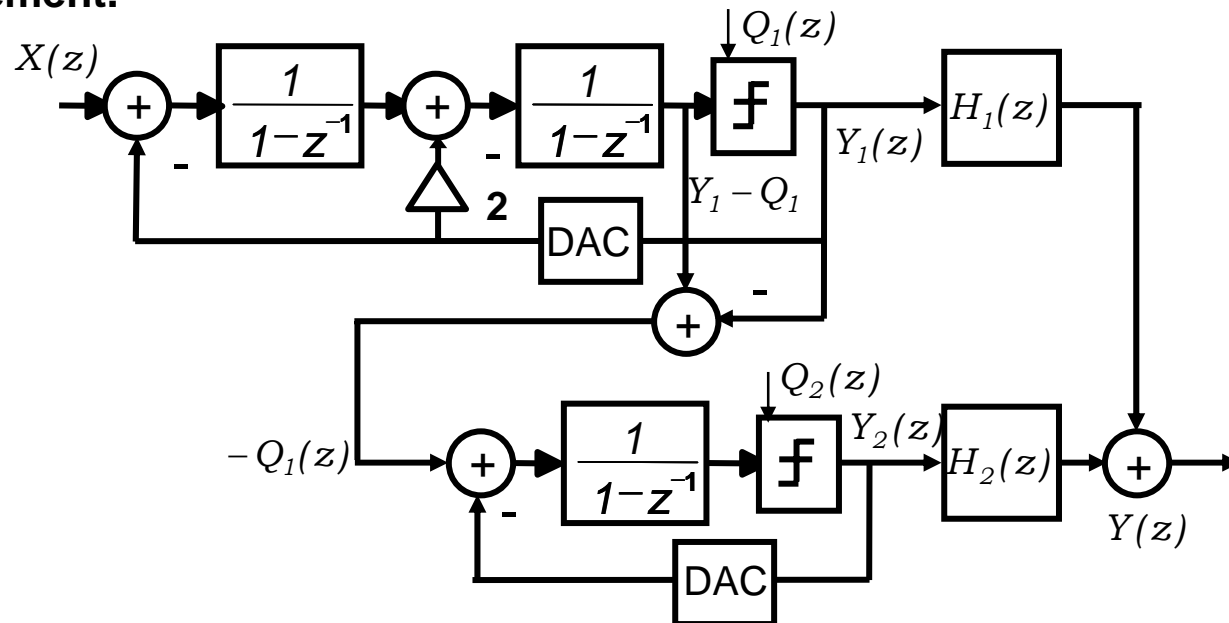 ement.
X(z)
+
-
1
1-z⁻¹
+
-
2
1
1-z⁻¹
Q₁(z)
Y₁(z)
H₁(z)
Y₁-Q₁
DAC
-
+
-Q₁(z)
+
-
1
1-z⁻¹
Q₂(z)
Y₂(z)
H₂(z)
+
Y(z)
DAC